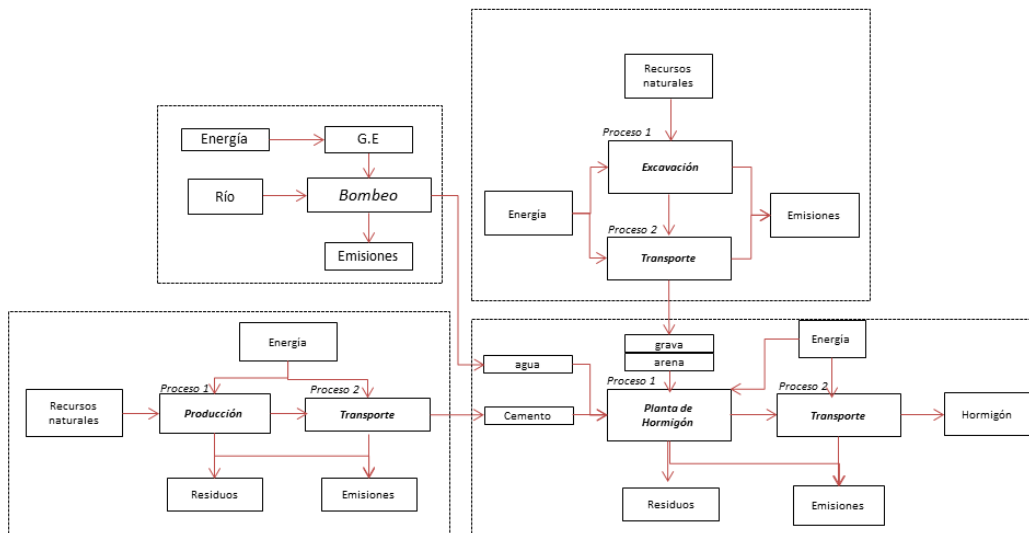 Recursos
naturales
Proceso 1
Excavación
Energía
Emisiones
Proceso 2
Transporte
Energía
G.E
Río
Bombeo
Emisiones
Energia
Proceso 1
Proceso 2
Recursos
naturales
Producción
Transporte
Residuos
Emisiones
grava
arena
Energia
agua
Proceso 1
Proceso 2
Cemento
Planta de
Hormigón
Transporte
Hormigón
Residuos
Emisiones